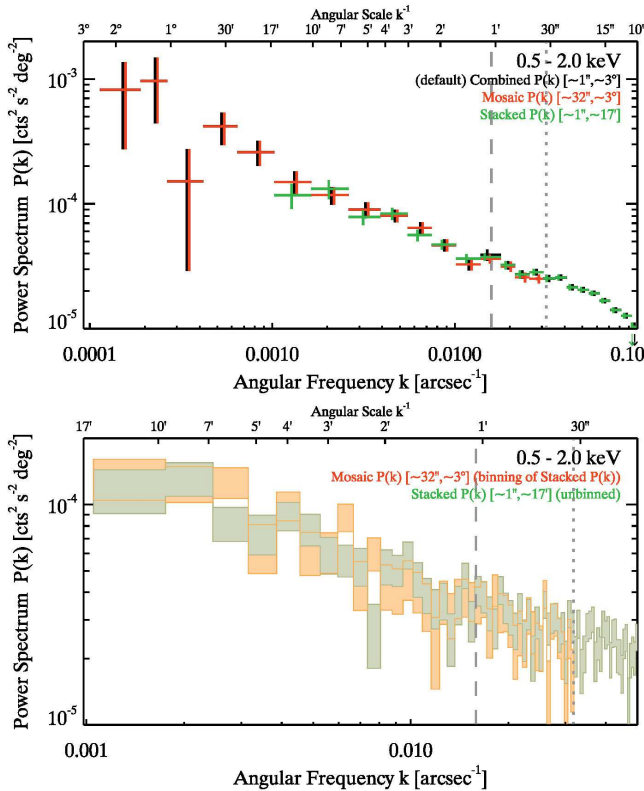 Angular Scale k⁻¹
3° 2° 1° 30' 17' 10' 7' 5' 4' 3' 2' 1' 30" 15" 10"
0.5 - 2.0 keV
(default) Combined P(k) [~1",~3°]
Mosaic P(k) [~32",~3°]
Stacked P(k) [~1",~17']
Power Spectrum P(k) [cts² s⁻² deg⁻²]
10⁻³
10⁻⁴
10⁻⁵
0.0001 0.0010 0.0100 0.10
Angular Frequency k [arcsec⁻¹]
Angular Scale k⁻¹
17' 10' 7' 5' 4' 3' 2' 1' 30"
0.5 - 2.0 keV
Mosaic P(k) [~32",~3°] (binning of Stacked P(k))
Stacked P(k) [~1",~17'] (unbinned)
Power Spectrum P(k) [cts² s⁻² deg⁻²]
10⁻⁴
10⁻⁵
0.001 0.010
Angular Frequency k [arcsec⁻¹]